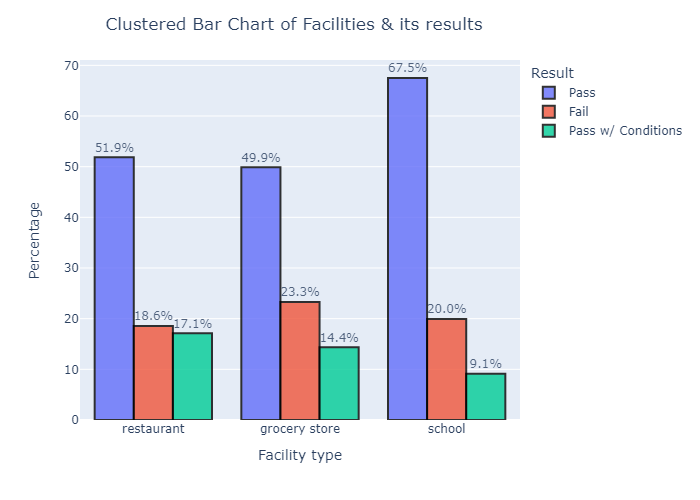 Clustered Bar Chart of Facilities & its results
Percentage
70
60
50
40
30
20
10
0
51.9%
18.6%
17.1%
49.9%
23.3%
14.4%
67.5%
20.0%
9.1%
restaurant
grocery store
school
Facility type
Result
Pass
Fail
Pass w/ Conditions